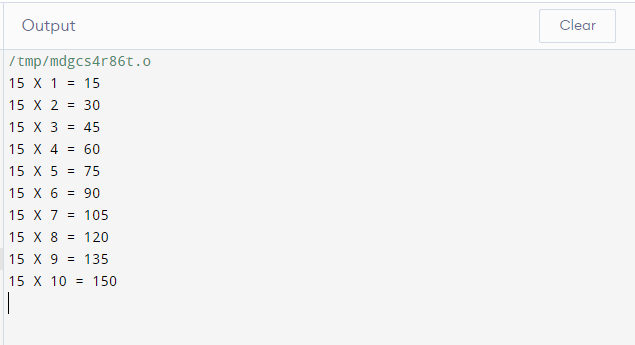 Output
Clear
/tmp/mdgcs4r86t.o
15 X 1 = 15
15 X 2 = 30
15 X 3 = 45
15 X 4 = 60
15 X 5 = 75
15 X 6 = 90
15 X 7 = 105
15 X 8 = 120
15 X 9 = 135
15 X 10 = 150